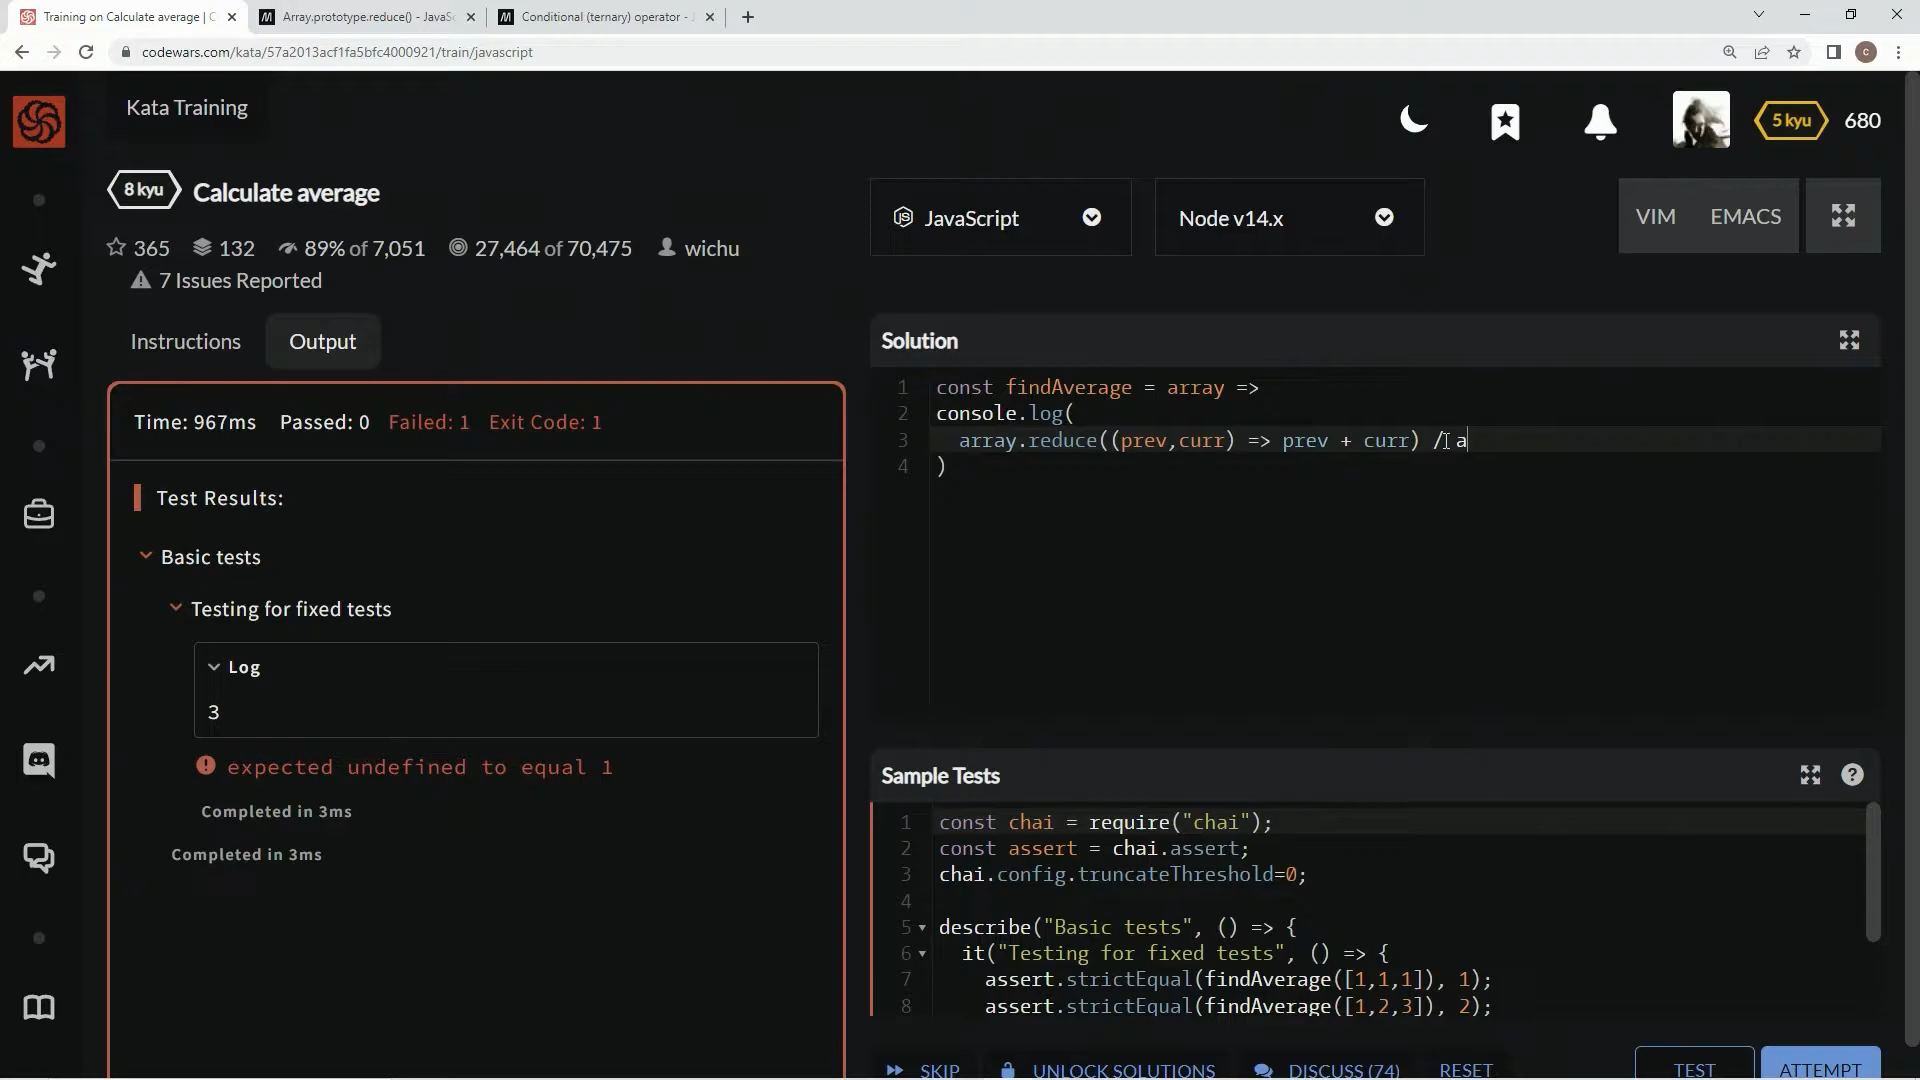 Training on Calculate average | C
Array.prototype.reduce() - JavaSc
Conditional (ternary) operator - J
codewars.com/kata/57a2013acf1fa5bfc4000921/train/javascript
C
Kata Training
5 kyu
680
8 kyu
Calculate average
365
132
89% of 7,051
27,464 of 70,475
wichu
7 Issues Reported
JavaScript
Node v14.x
VIM
EMACS
Instructions
Output
Time: 967ms Passed: 0 Failed: 1 Exit Code: 1
Test Results:
Basic tests
Testing for fixed tests
Log
3
expected undefined to equal 1
Completed in 3ms
Completed in 3ms
Solution
1 const findAverage = array =>
2 console.log(
3 array.reduce((prev,curr) => prev + curr) / a
4 )
Sample Tests
?
1 const chai = require("chai");
2 const assert = chai.assert;
3 chai.config.truncateThreshold=0;
4
5 describe("Basic tests", () => {
6 it("Testing for fixed tests", () => {
7 assert.strictEqual(findAverage([1,1,1]), 1);
8 assert.strictEqual(findAverage([1,2,3]), 2);
SKIP
UNLOCK SOLUTIONS
DISCUSS (74)
RESET
TEST
ATTEMPT